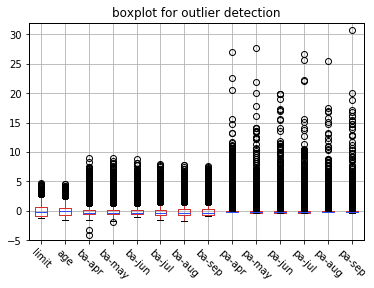 boxplot for outlier detection
30
25
20
15
10
5
0
−5
limit
age
ba-apr
ba-may
ba-jun
ba-jul
ba-aug
ba-sep
pa-apr
pa-may
pa-jun
pa-jul
pa-aug
pa-sep